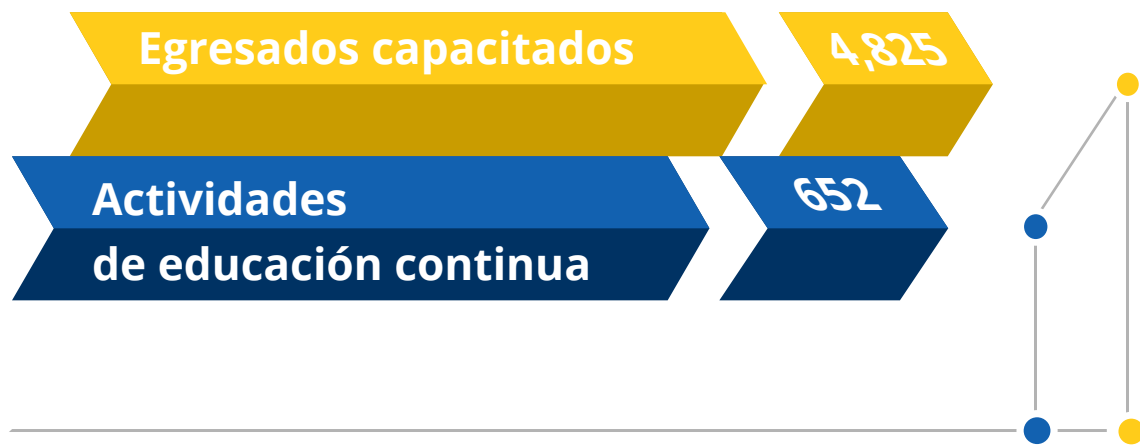 Egresados capacitados 4,825
Actividades 652
de educación continua